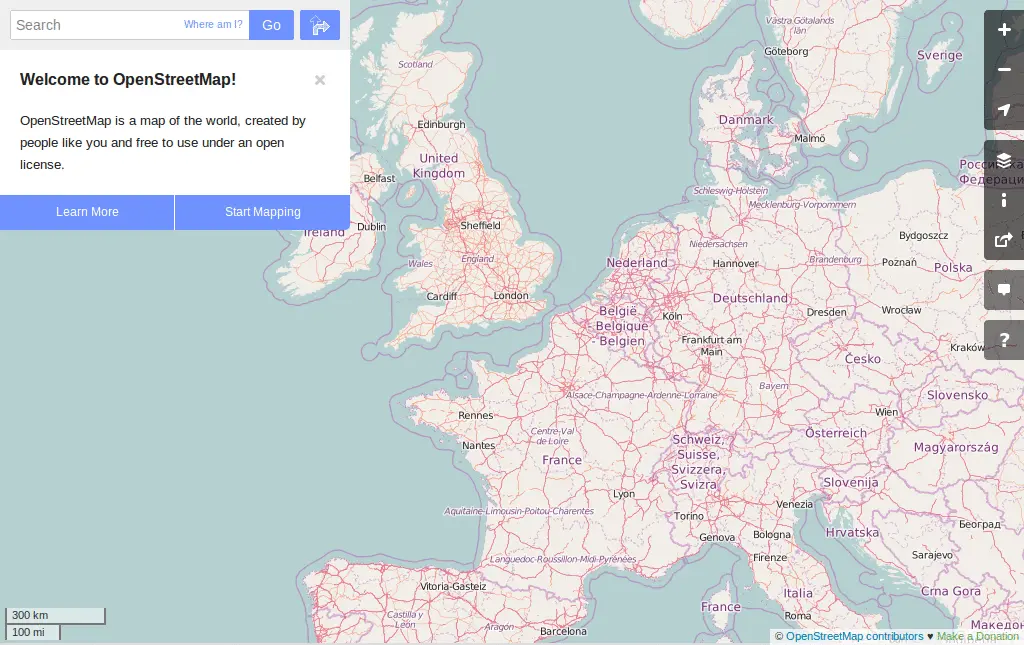 Search
Where am I?
Go
Welcome to OpenStreetMap!
×
OpenStreetMap is a map of the world, created by
people like you and free to use under an open
license.
Learn More
Start Mapping
Scotland
Edinburgh
United
Kingdom
Belfast
Dublin
Ireland
Sheffield
Wales
England
Cardiff
London
Västra Götalands
län
Göteborg
Sverige
Danmark
Malmö
Schleswig-Holstein
Mecklenburg-Vorpommern
Niedersachsen
Nederland
Hannover
Brandenburg
Bydgoszcz
Poznań
Polska
Deutschland
België
- Belgique
- Belgien
Köln
Dresden
Wrocław
Frankfurt am
Main
Kraków
Česko
Bayern
Alsace-Champagne-Ardenne-Lorraine
Slovensko
Rennes
Wien
Centre-Val
de Loire
Nantes
France
Schweiz,
Suisse,
Svizzera,
Svizra
Österreich
Magyarország
Slovenija
Lyon
Aquitaine-Limousin-Poitou-Charentes
Torino
Venezia
Genova
Bologna
Hrvatska
Београд
Languedoc-Roussillon-Midi-Pyrénées
Firenze
Sarajevo
Vitoria-Gasteiz
France
Italia
Crna Gora
Castilla y
León
Aragón
Barcelona
Roma
?
300 km
100 mi
© OpenStreetMap contributors ♥ Make a Donation